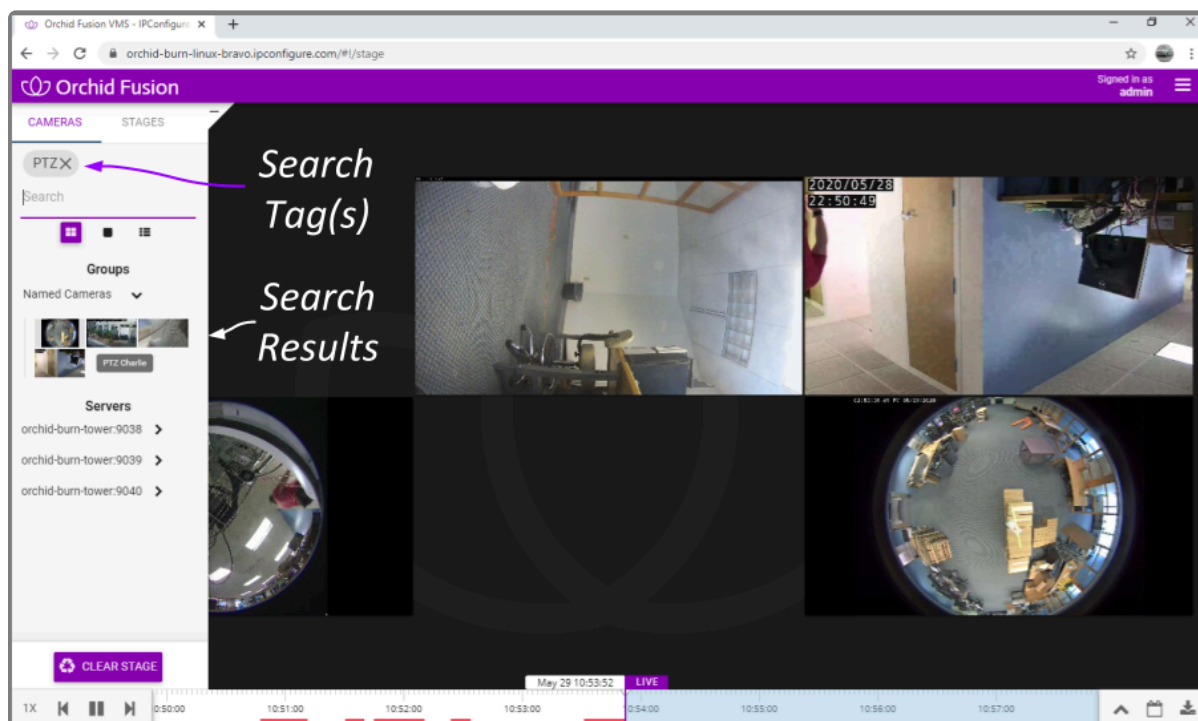 Orchid Fusion VMS - IPConfigure
orchid-burn-linux-bravo.ipconfigure.com/#!/stage
Orchid Fusion
Signed in as
admin
CAMERAS
STAGES
PTZ
Search
Search
Tag(s)
2020/05/28
22:50:49
Groups
Named Cameras
Search
Results
PTZ Charlie
Servers
orchid-burn-tower:9038
orchid-burn-tower:9039
orchid-burn-tower:9040
CLEAR STAGE
May 29 10:53:52
LIVE
1X
0:50:00
10:51:00
10:52:00
10:53:00
0:54:00
10:55:00
10:56:00
10:57:00